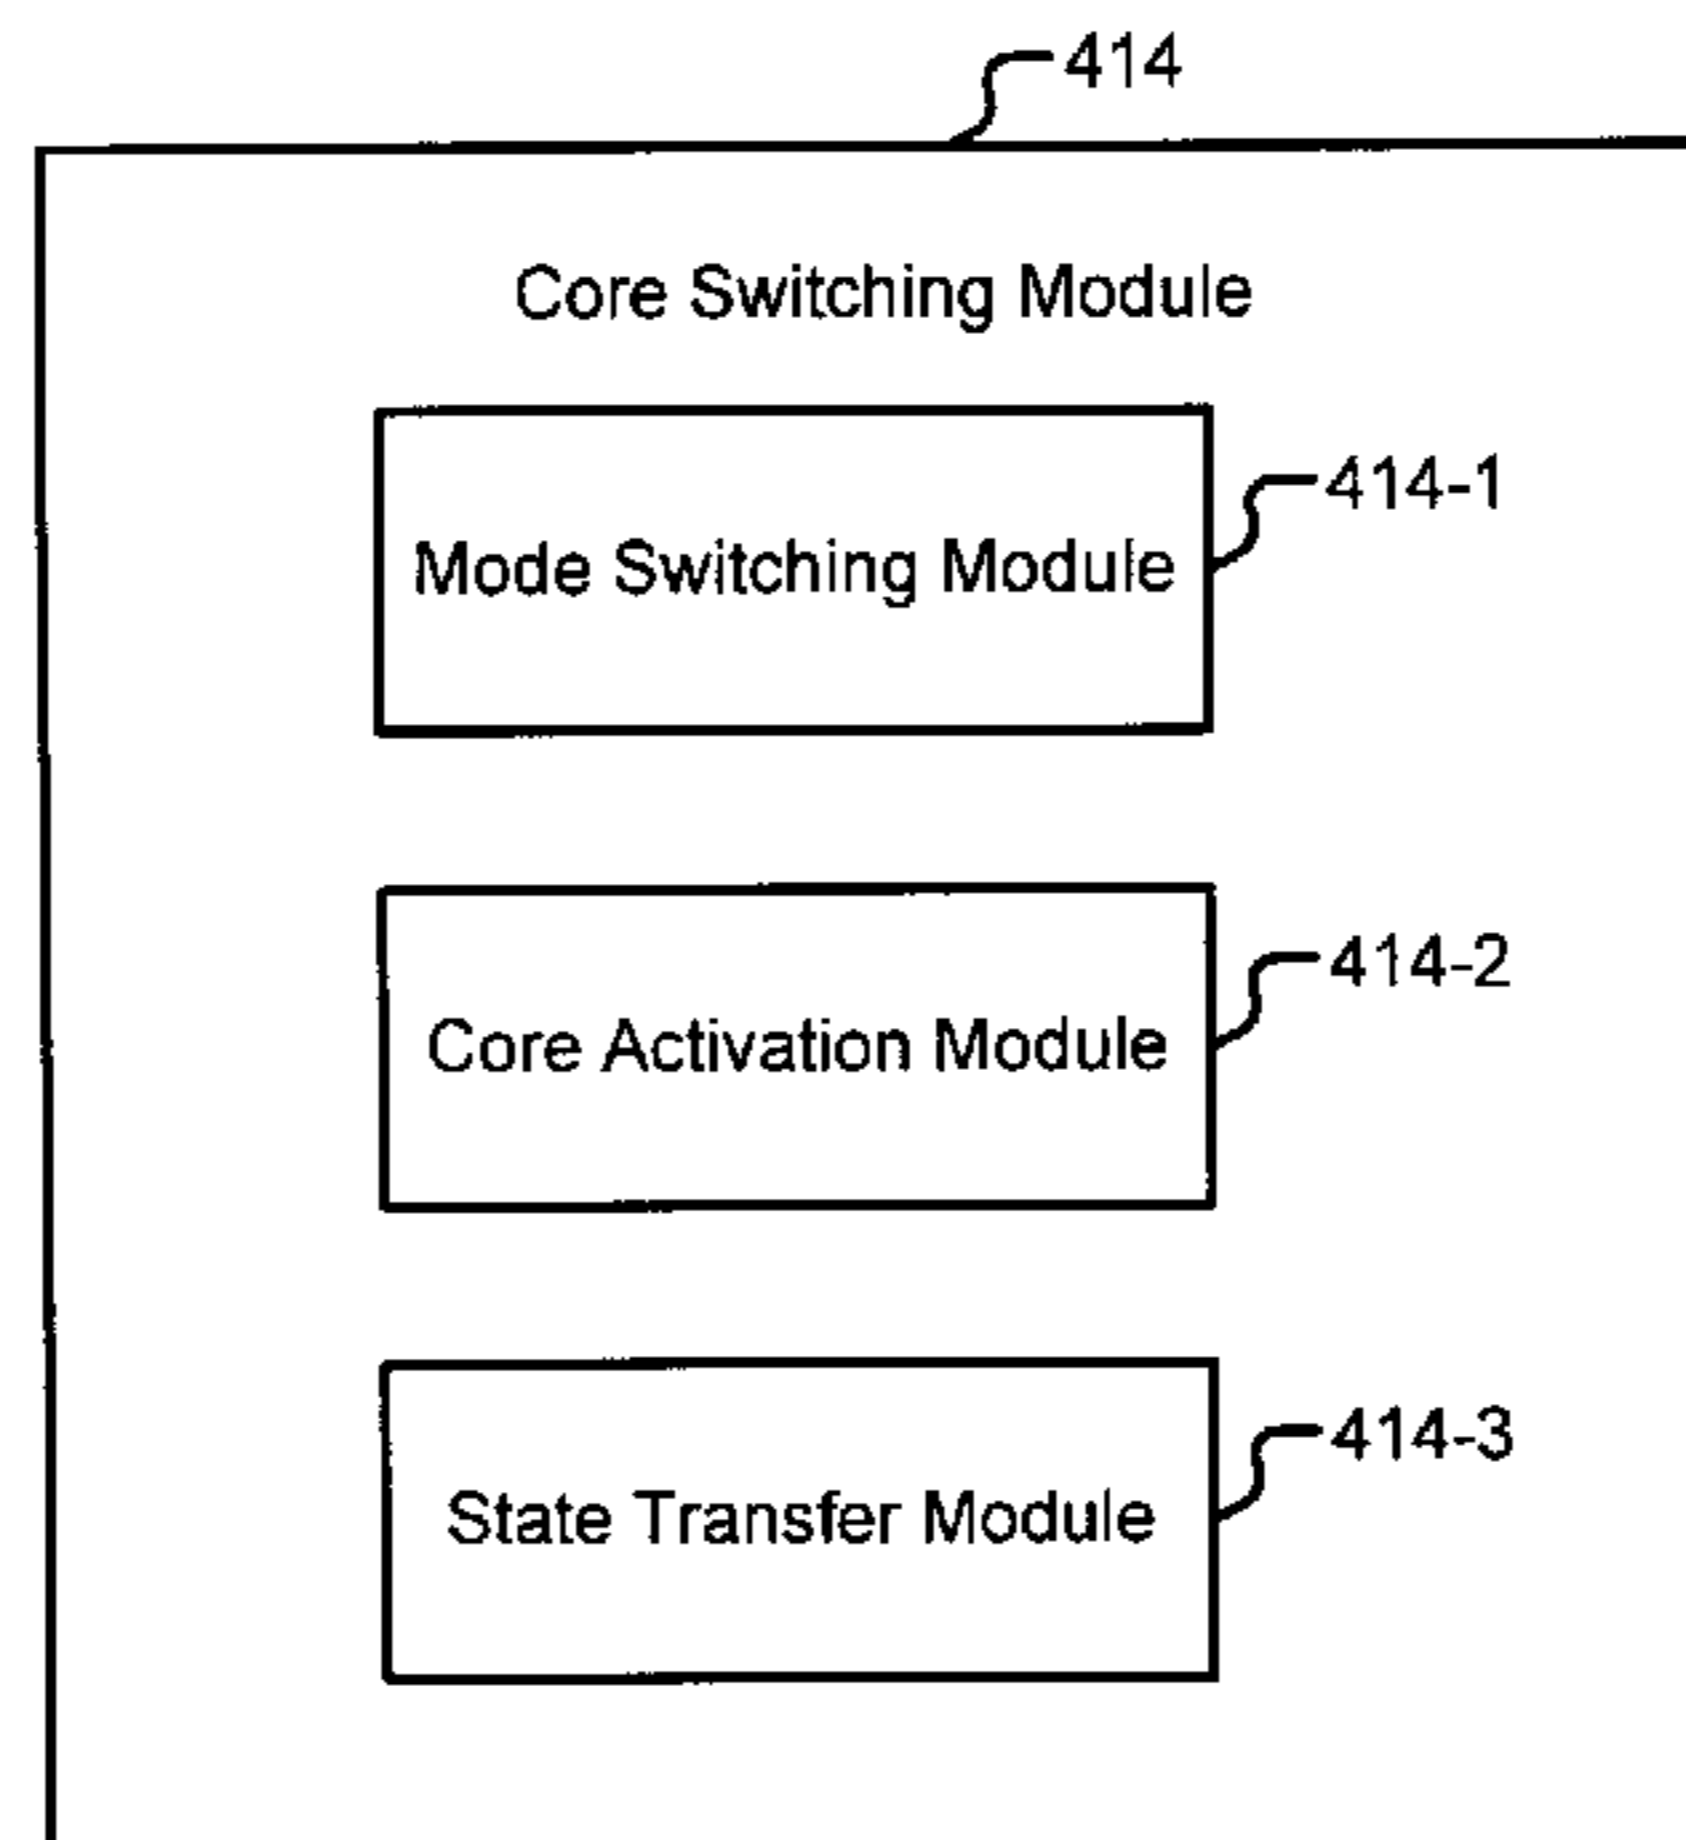 414
Core Switching Module
414-1
Mode Switching Module
414-2
Core Activation Module
414-3
State Transfer Module